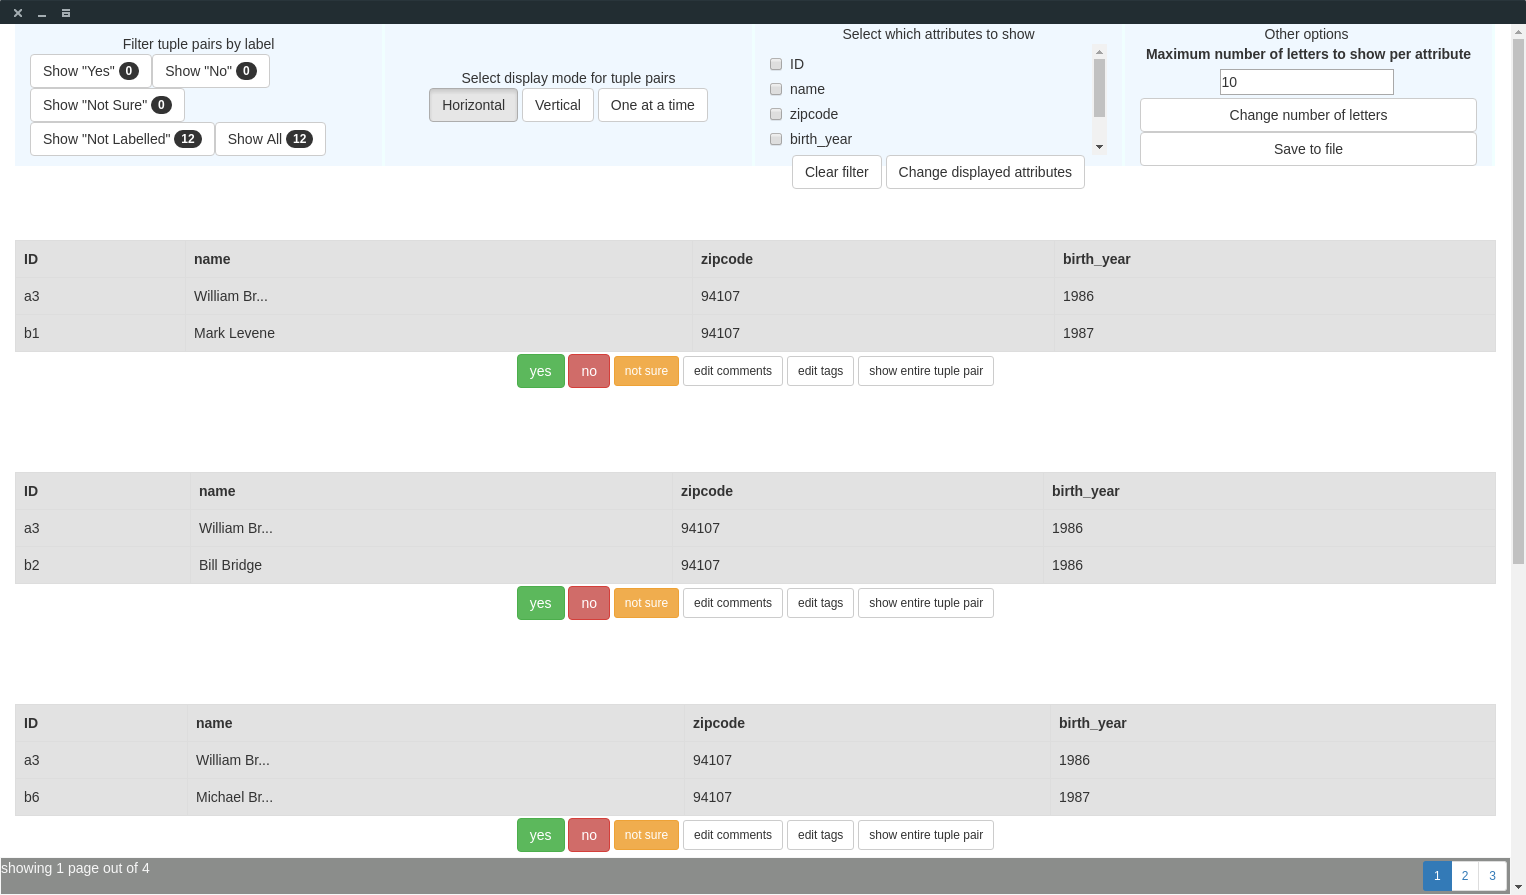 Filter tuple pairs by label
Show "Yes" 0 Show "No" 0
Show "Not Sure" 0
Show "Not Labelled" 12 Show All 12
Select display mode for tuple pairs
Horizontal Vertical One at a time
Select which attributes to show
ID
name
zipcode
birth_year
Clear filter Change displayed attributes
Other options
Maximum number of letters to show per attribute
10
Change number of letters
Save to file
ID name zipcode birth_year
a3 William Br... 94107 1986
b1 Mark Levene 94107 1987
yes no not sure edit comments edit tags show entire tuple pair
ID name zipcode birth_year
a3 William Br... 94107 1986
b2 Bill Bridge 94107 1986
yes no not sure edit comments edit tags show entire tuple pair
ID name zipcode birth_year
a3 William Br... 94107 1986
b6 Michael Br... 94107 1987
yes no not sure edit comments edit tags show entire tuple pair
showing 1 page out of 4 1 2 3